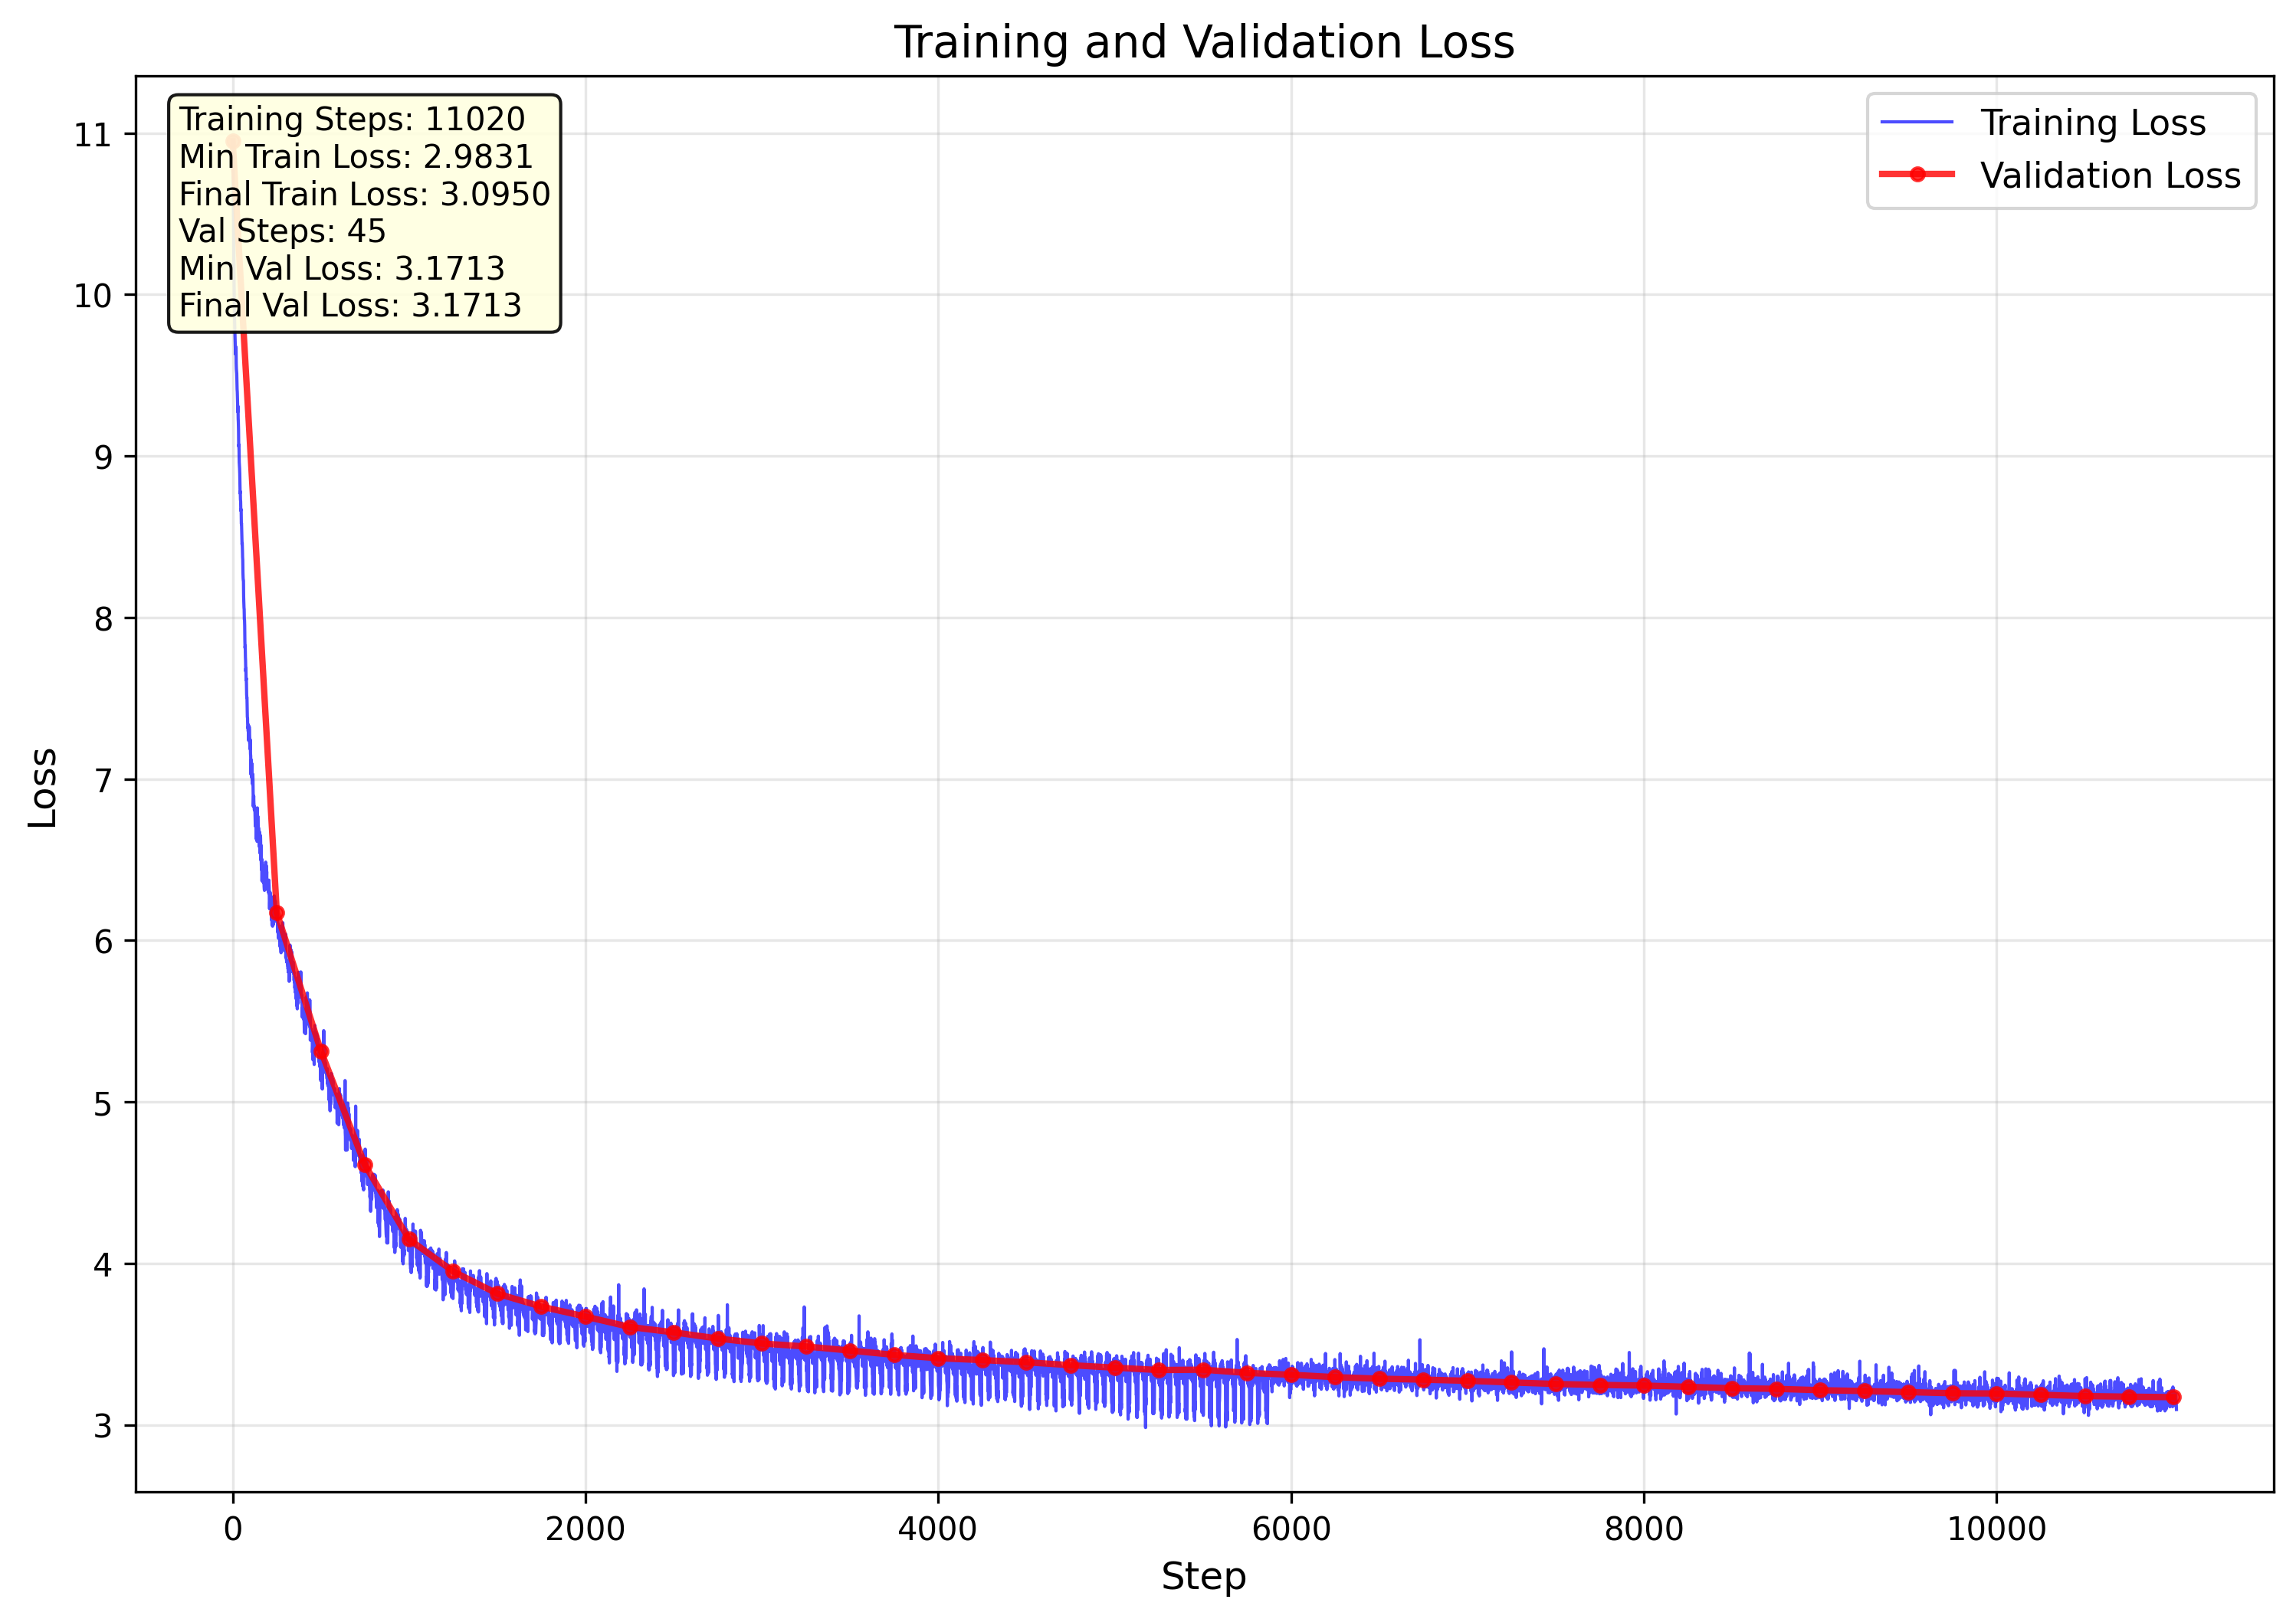 Training and Validation Loss
Training Steps: 11020
Min Train Loss: 2.9831
Final Train Loss: 3.0950
Val Steps: 45
Min Val Loss: 3.1713
Final Val Loss: 3.1713
Training Loss
Validation Loss
Loss
11
10
9
8
7
6
5
4
3
0
2000
4000
6000
8000
10000
Step